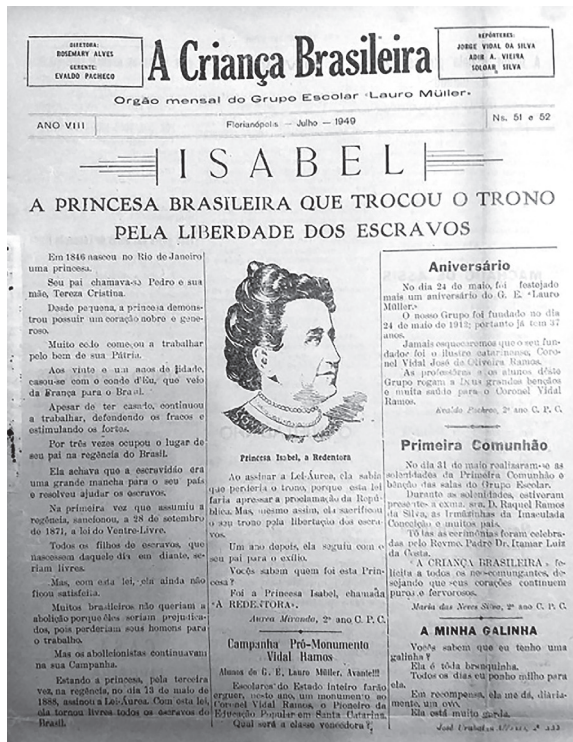 DIRETORA:
ROSEMARY ALVES
GERENTE:
EVALDO PACHECO
A Criança Brasileira
REPÓRTERES:
JORGE VIDAL DA SILVA
ADIR A. VIEIRA
SOLOAR SILVA
Orgão mensal do Grupo Escolar "Lauro Müller"
ANO VIII
Florianópolis — Julho — 1949
Ns. 51 e 52
ISABEL
A PRINCESA BRASILEIRA QUE TROCOU O TRONO
PELA LIBERDADE DOS ESCRAVOS
Em 1846 nasceu no Rio de Janeiro
uma princesa.
Seu pai chamava-se Pedro e sua
mãe, Tereza Cristina.
Desde pequena, a princesa demons-
trou possuir um coração nobre e gene-
roso.
Muito cedo começou a trabalhar
pelo bem de sua Pátria.
Aos vinte e um anos de idade,
casou-se com o conde d'Eu, que veio
da França para o Brasil.
Apesar de ter casado, continuou
a trabalhar, defendendo os fracos e
estimulando os fortes.
Por três vezes ocupou o lugar de
seu pai na regência do Brasil.
Ela achava que a escravidão era
uma grande mancha para o seu país
e resolveu ajudar os escravos.
Na primeira vez que assumiu a
regência, sancionou, a 28 de setembro
de 1871, a lei do Ventre-Livre.
Todos os filhos de escravos, que
nascessem daquele dia em diante, se-
riam livres.
Mas, com esta lei, ela ainda não
ficou satisfeita.
Muitos brasileiros não queriam a
abolição porque êles seriam prejudica-
dos, pois perderiam seus homens para
o trabalho.
Mas os abolicionistas continuavam
na sua Campanha.
Estando a princesa, pela terceira
vez, na regência, no dia 13 de maio de
1888, assinou a Lei-Áurea. Com esta lei,
ela tornou livres todos os escravos do
Brasil.
Princesa Isabel, a Redentora
Ao assinar a Lei-Áurea, ela sabia
que perderia o trono, porque esta lei
faria apressar a proclamação da Repú-
blica. Mas, mesmo assim, ela sacrificou
o seu trono pela libertação dos escra-
vos.
Um ano depois, ela seguiu com o
seu pai para o exílio.
Vocês sabem quem foi esta Prin-
cesa?
Foi a Princesa Isabel, chamada
"A REDENTORA".
Aurea Miranda, 2º ano C. P. C.
Campanha Pró-Monumento
Vidal Ramos
Alunos do G. E. Lauro Müller, Avante!!!
Escolares do Estado inteiro farão
erguer, neste ano, um monumento ao
Coronel Vidal Ramos, o Pioneiro da
Educação Popular em Santa Catarina.
Qual será a classe vencedora?
Aniversário
No dia 24 de maio, foi festejado
mais um aniversário do G. E. "Lauro
Müller."
O nosso Grupo foi fundado no dia
24 de maio de 1912; portanto já tem 37
anos.
Jamais esqueceremos que o seu fun-
dador foi o ilustre catarinense, Coro-
nel Vidal José de Oliveira Ramos.
As professôras e os alunos dêste
Grupo rogam a Deus grandes bençãos
e muita saúde para o Coronel Vidal
Ramos.
Evaldo Pacheco, 2º ano C. P. C.
Primeira Comunhão
No dia 31 de maio realizaram-se as
solenidades da Primeira Comunhão e
bênção das salas do Grupo Escolar.
Durante as solenidades, estiveram
presente a exma. sra. D. Raquel Ramos
da Silva, as Irmãzinhas da Imaculada
Conceição e muitos pais.
Tôdas as cerimônias foram celebra-
das pelo Revmo. Padre Dr. Itamar Luiz
da Costa.
"A CRIANÇA BRASILEIRA", fe-
licita a todos os neo-comungantes, de-
sejando que seus corações continuem
puros e fervorosos.
Maria das Neves Silva, 2º ano C. P. C.
A MINHA GALINHA
Vocês sabem que eu tenho uma
galinha?
Ela é tôda branquinha.
Todos os dias eu ponho milho para
ela.
Em recompensa, ela me dá, diària-
mente, um ovo.
Ela está muito gorda.
José